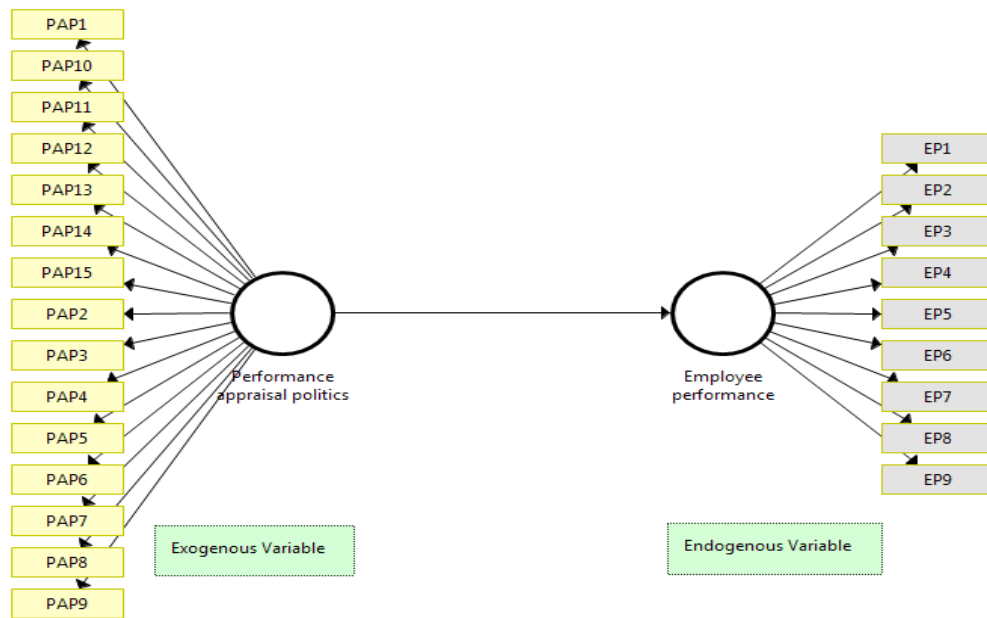 PAP1
PAP10
PAP11
PAP12
PAP13
PAP14
PAP15
PAP2
PAP3
PAP4
PAP5
PAP6
PAP7
PAP8
PAP9
Performance
appraisal politics
Exogenous Variable
Employee
performance
Endogenous Variable
EP1
EP2
EP3
EP4
EP5
EP6
EP7
EP8
EP9